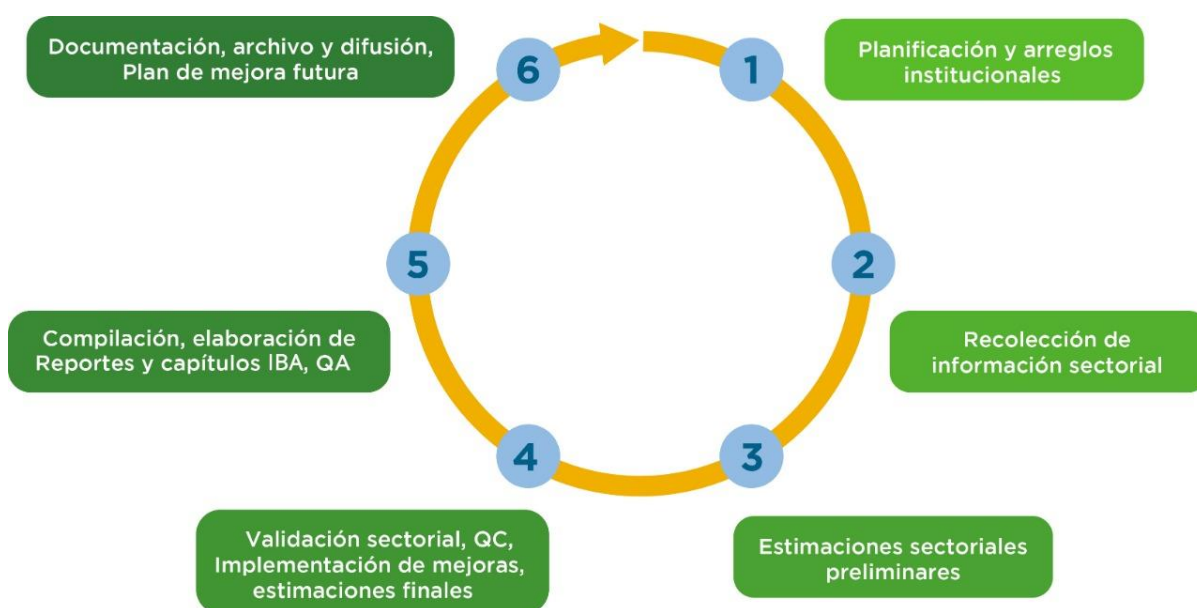 1
Planificación y arreglos
institucionales
2
Recolección de
información sectorial
3
Estimaciones sectoriales
preliminares
4
Validación sectorial, QC,
Implementación de mejoras,
estimaciones finales
5
Compilación, elaboración de
Reportes y capítulos IBA, QA
6
Documentación, archivo y difusión,
Plan de mejora futura